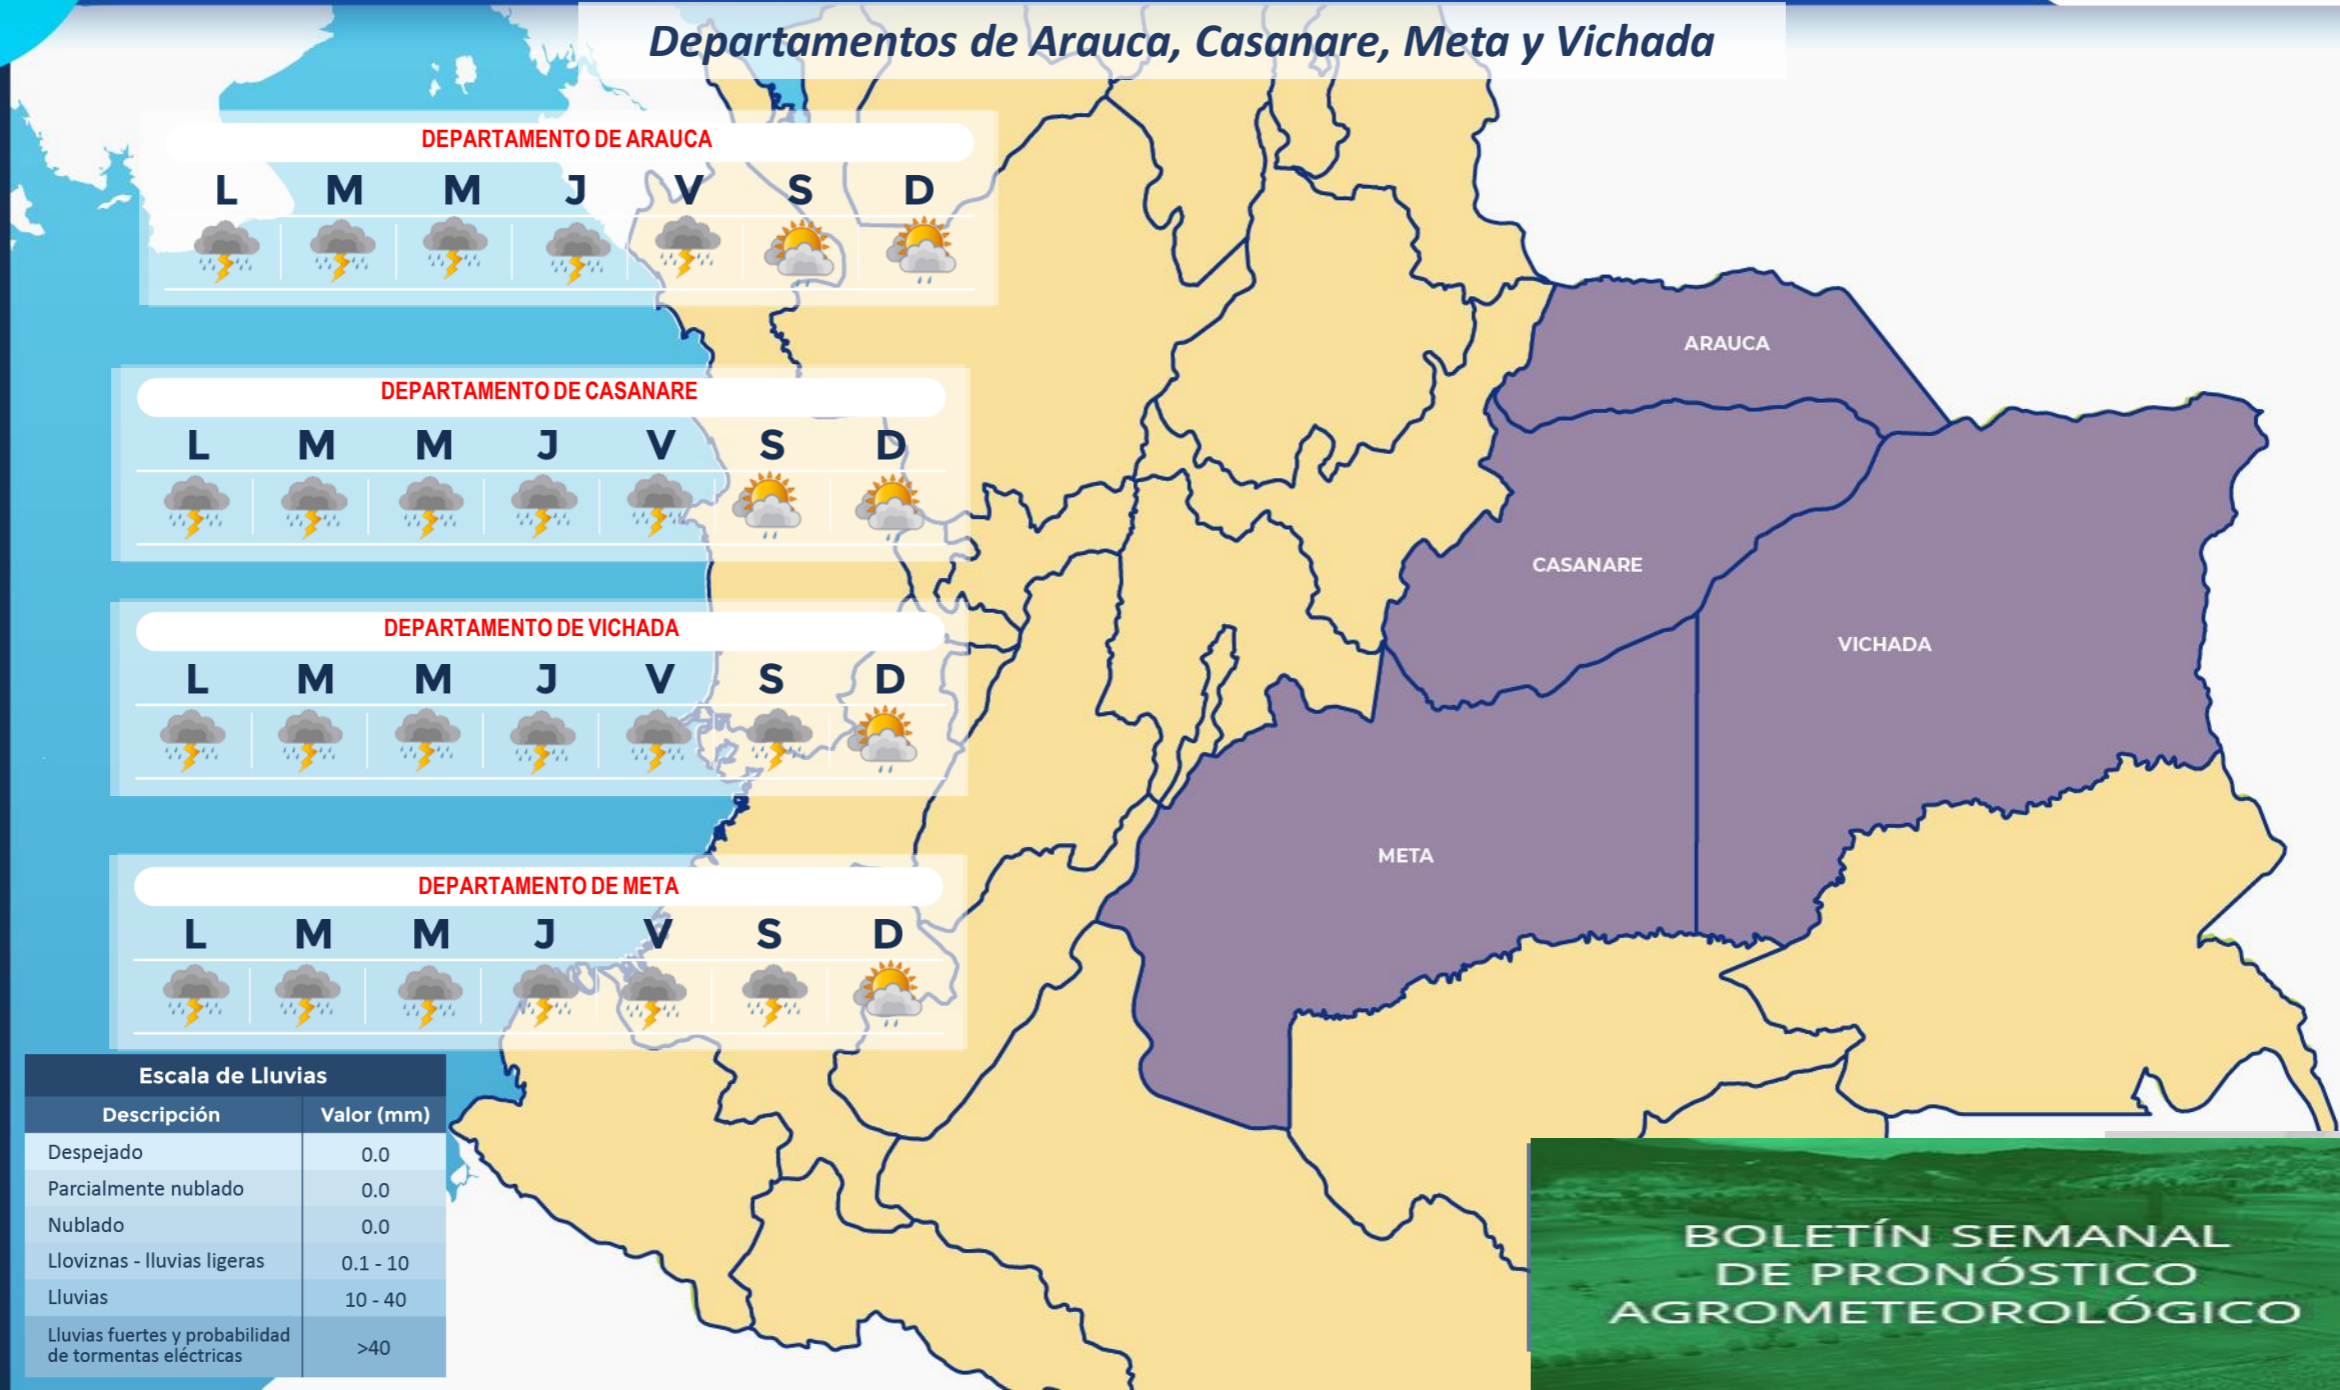 Departamentos de Arauca, Casanare, Meta y Vichada
DEPARTAMENTO DE ARAUCA
L M M J V S D
DEPARTAMENTO DE CASANARE
L M M J V S D
DEPARTAMENTO DE VICHADA
L M M J V S D
DEPARTAMENTO DE META
L M M J V S D
ARAUCA
CASANARE
VICHADA
META
Escala de Lluvias
Descripción Valor (mm)
Despejado 0.0
Parcialmente nublado 0.0
Nublado 0.0
Lloviznas - lluvias ligeras 0.1 - 10
Lluvias 10 - 40
Lluvias fuertes y probabilidad
de tormentas eléctricas >40
BOLETÍN SEMANAL
DE PRONÓSTICO
AGROMETEOROLÓGICO